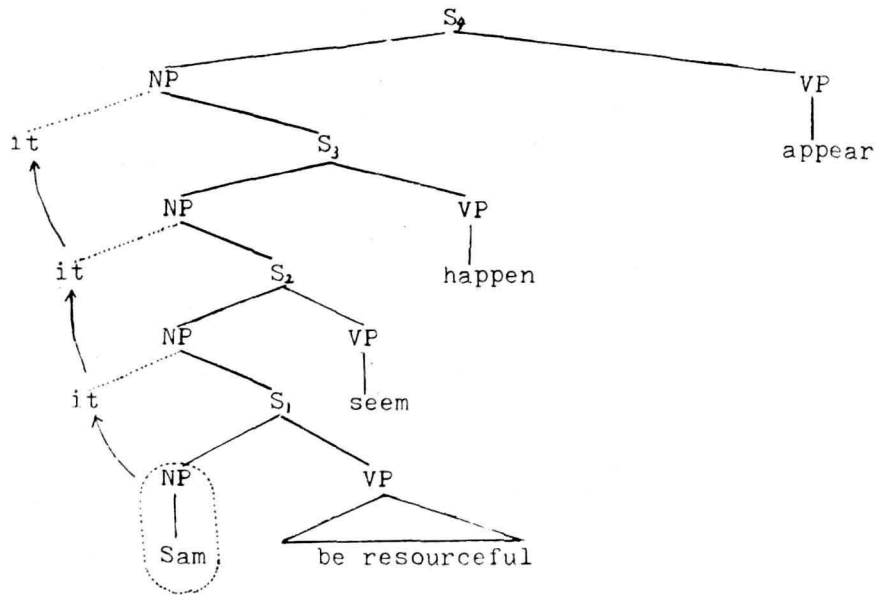 S₄
NP VP
it S₃ appear
NP VP
it S₂ happen
NP VP
it S₁ seem
NP VP
Sam be resourceful